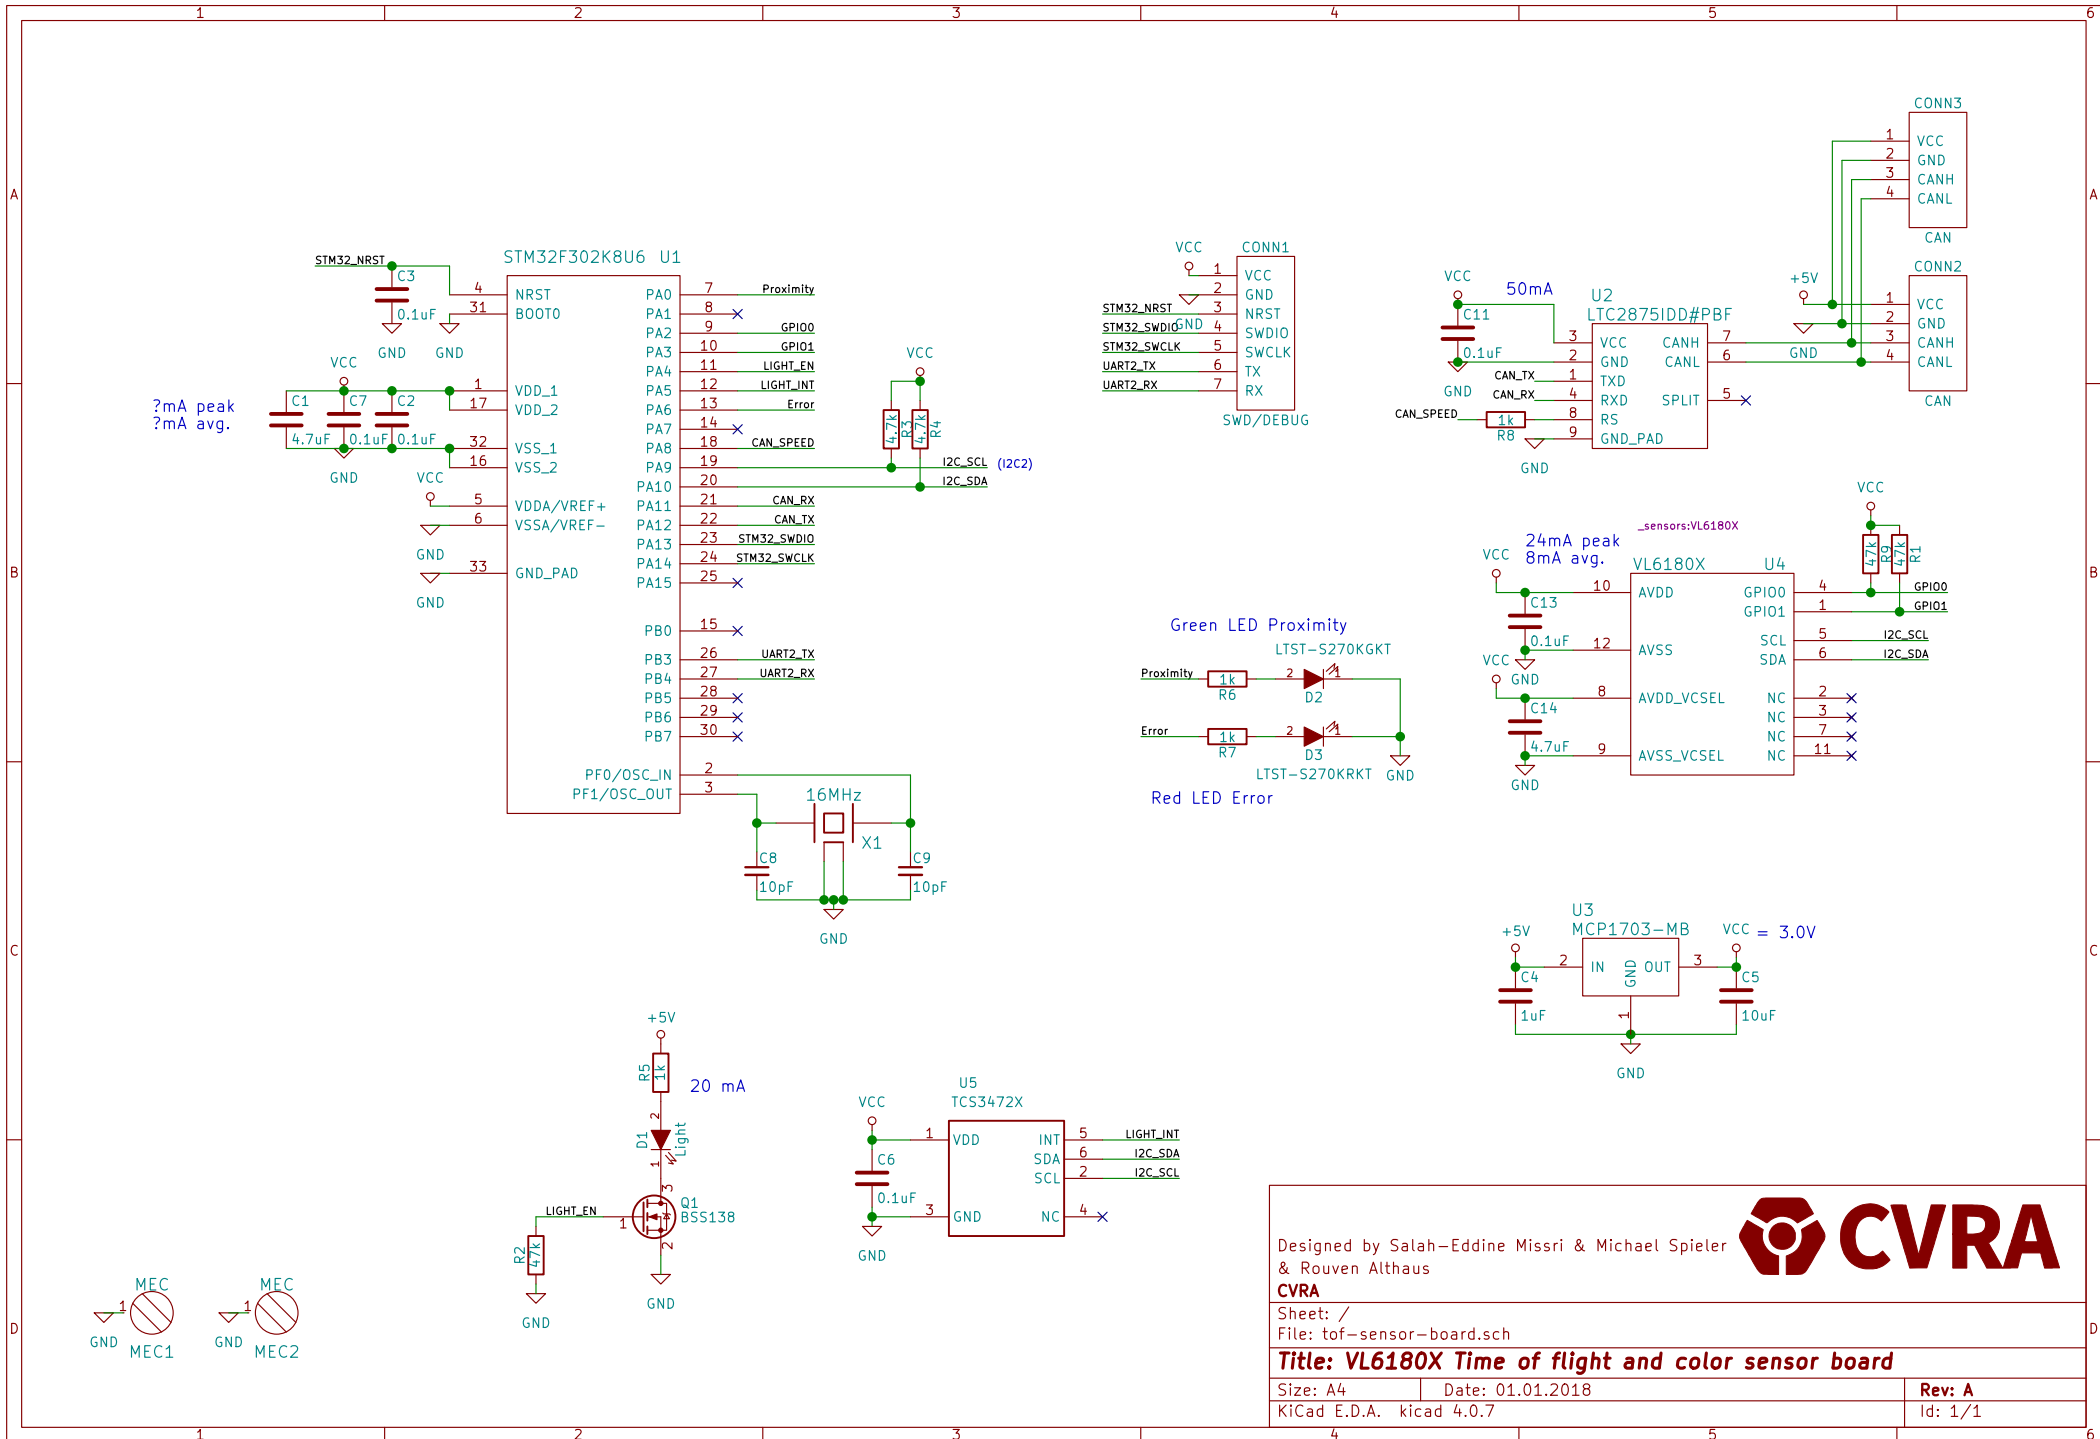 1 2 3 4 5 6
A
B
C
D
A
B
C
D
1 2 3 4 5 6
STM32F302K8U6 U1
STM32_NRST
C3
0.1uF
GND
GND
4 NRST
31 BOOT0
VCC
?mA peak
?mA avg.
C1
4.7uF
C7
0.1uF
C2
0.1uF
GND
1 VDD_1
17 VDD_2
32 VSS_1
16 VSS_2
VCC
5 VDDA/VREF+
6 VSSA/VREF-
GND
33 GND_PAD
GND
PA0 7 Proximity
PA1 8
PA2 9 GPIO0
PA3 10 GPIO1
PA4 11 LIGHT_EN
PA5 12 LIGHT_INT
PA6 13 Error
PA7 14
PA8 18 CAN_SPEED
PA9 19 I2C_SCL (I2C2)
PA10 20 I2C_SDA
PA11 21 CAN_RX
PA12 22 CAN_TX
PA13 23 STM32_SWDIO
PA14 24 STM32_SWCLK
PA15 25
PB0 15
PB3 26 UART2_TX
PB4 27 UART2_RX
PB5 28
PB6 29
PB7 30
PF0/OSC_IN 2
PF1/OSC_OUT 3
VCC
4.7k R3
4.7k R4
16MHz
X1
C8
10pF
C9
10pF
GND
VCC CONN1
1 VCC
2 GND
GND
STM32_NRST 3 NRST
STM32_SWDIO 4 SWDIO
STM32_SWCLK 5 SWCLK
UART2_TX 6 TX
UART2_RX 7 RX
SWD/DEBUG
VCC
50mA
C11
0.1uF
GND
U2
LTC2875IDD#PBF
3 VCC
2 GND
CAN_TX 1 TXD
CAN_RX 4 RXD
CAN_SPEED 1k R8 8 RS
9 GND_PAD
GND
CANH 7
CANL 6
SPLIT 5
CONN3
1 VCC
2 GND
3 CANH
4 CANL
CAN
CONN2
+5V
GND
1 VCC
2 GND
3 CANH
4 CANL
CAN
_sensors:VL6180X
24mA peak
8mA avg.
VL6180X U4
VCC
C13
0.1uF
GND
VCC
C14
4.7uF
GND
10 AVDD
12 AVSS
8 AVDD_VCSEL
9 AVSS_VCSEL
VCC
47k R9
47k R1
GPIO0 4 GPIO0
GPIO1 1 GPIO1
SCL 5 I2C_SCL
SDA 6 I2C_SDA
NC 2
NC 3
NC 7
NC 11
Green LED Proximity
LTST-S270KGKT
Proximity 1k R6 2 1 D2
Error 1k R7 2 1 D3
LTST-S270KRKT
GND
Red LED Error
U3
MCP1703-MB
+5V
VCC = 3.0V
2 IN GND OUT 3
1
C4
1uF
C5
10uF
GND
+5V
R5 1k
20 mA
2
D1 Light
1
3
Q1
BSS138
LIGHT_EN 1
2
R2 47k
GND
GND
U5
TCS3472X
VCC
C6
0.1uF
GND
1 VDD
3 GND
INT 5 LIGHT_INT
SDA 6 I2C_SDA
SCL 2 I2C_SCL
NC 4
MEC
1
GND
MEC1
MEC
1
GND
MEC2
CVRA
Designed by Salah-Eddine Missri & Michael Spieler
& Rouven Althaus
CVRA
Sheet: /
File: tof-sensor-board.sch
Title: VL6180X Time of flight and color sensor board
Size: A4 Date: 01.01.2018 Rev: A
KiCad E.D.A. kicad 4.0.7 Id: 1/1